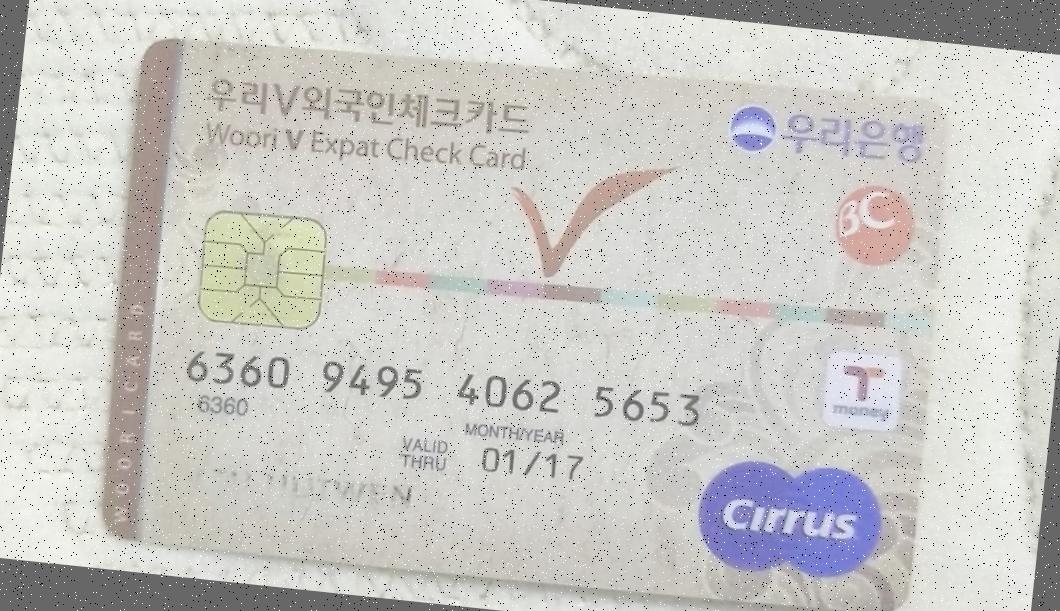 우리V외국인체크카드
Woori V Expat Check Card
우리은행
BC
6360 9495 4062 5653
6360
MONTH/YEAR
VALID THRU 01/17
T money
Cirrus
WOORI CARD